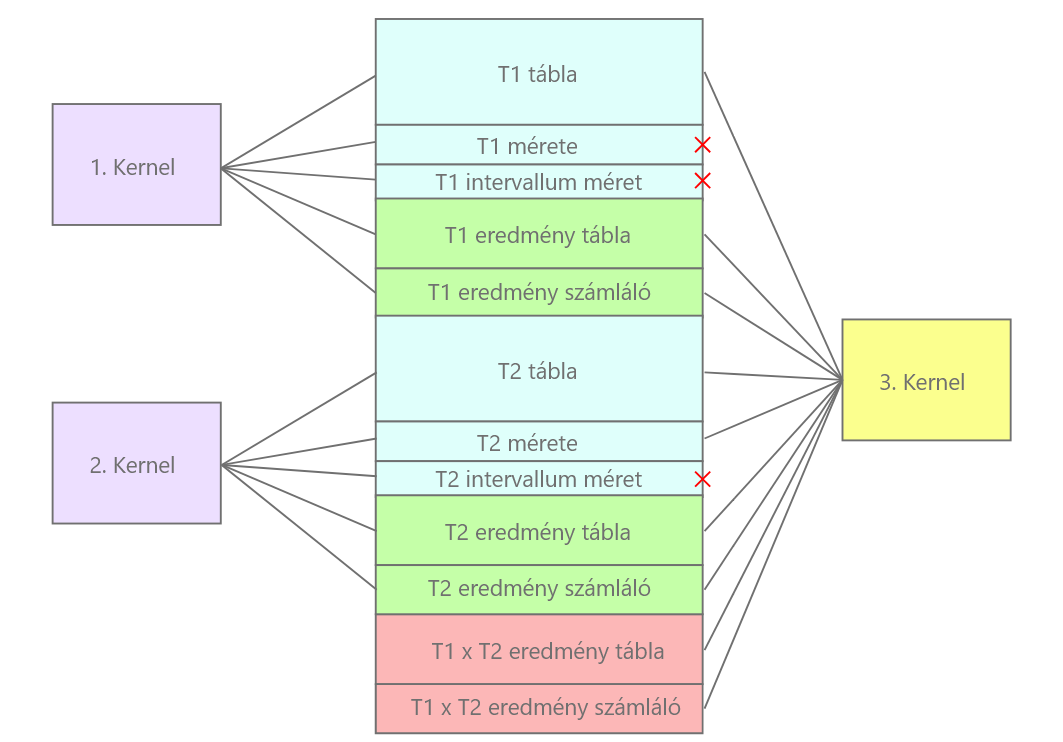 T1 tábla
T1 mérete
1. Kernel
T1 intervallum méret
T1 eredmény tábla
T1 eredmény számláló
T2 tábla
3. Kernel
T2 mérete
2. Kernel
T2 intervallum méret
T2 eredmény tábla
T2 eredmény számláló
T1 x T2 eredmény tábla
T1 x T2 eredmény számláló